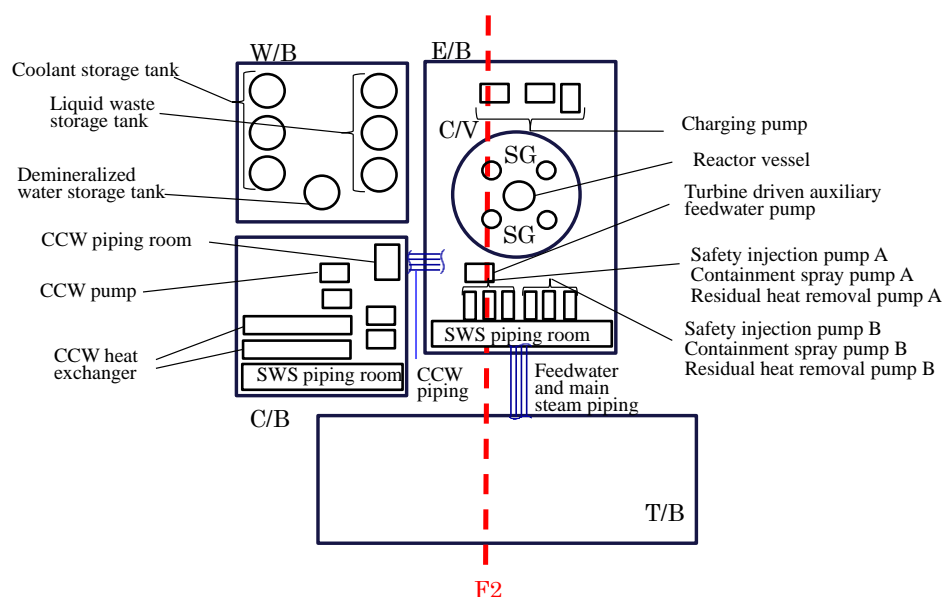 W/B
E/B
Coolant storage tank
Liquid waste
storage tank
C/V
Charging pump
SG
Reactor vessel
Demineralized
water storage tank
Turbine driven auxiliary
feedwater pump
SG
CCW piping room
Safety injection pump A
Containment spray pump A
Residual heat removal pump A
CCW pump
SWS piping room
Safety injection pump B
Containment spray pump B
Residual heat removal pump B
CCW heat
exchanger
SWS piping room
CCW
piping
Feedwater
and main
steam piping
C/B
T/B
F2